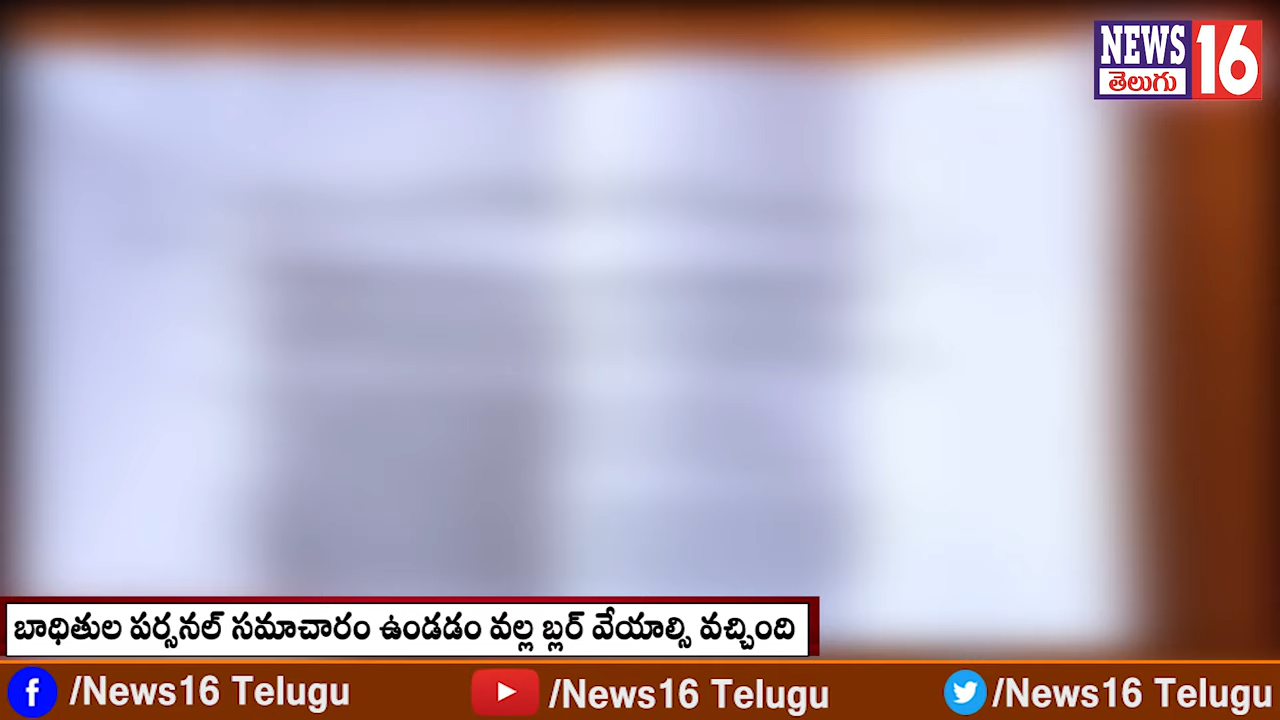 NEWS 16
తెలుగు
బాధితుల పర్సనల్ సమాచారం ఉండడం వల్ల బ్లర్ వేయాల్సి వచ్చింది
/News16 Telugu
/News16 Telugu
/News16 Telugu